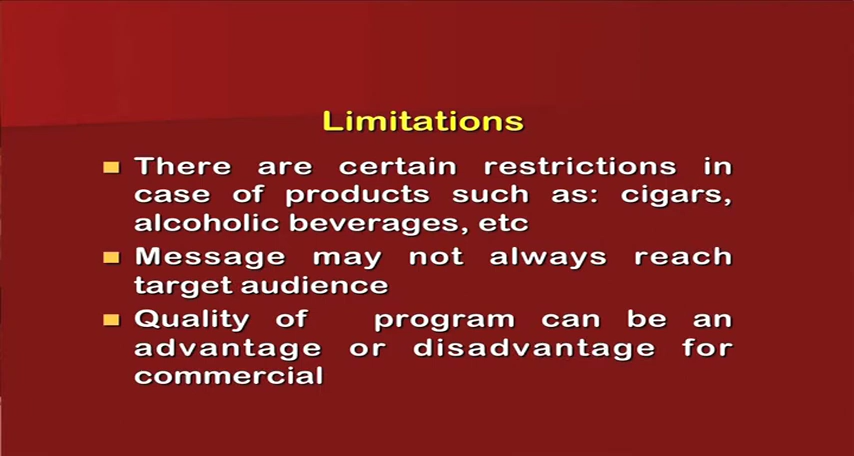 Limitations
There are certain restrictions in
case of products such as: cigars,
alcoholic beverages, etc
Message may not always reach
target audience
Quality of program can be an
advantage or disadvantage for
commercial